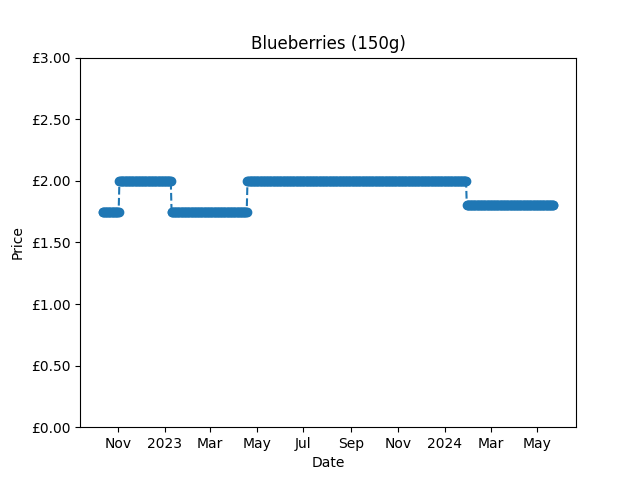 Blueberries (150g)
£3.00
£2.50
£2.00
£1.50
£1.00
£0.50
£0.00
Price
Nov 2023 Mar May Jul Sep Nov 2024 Mar May
Date